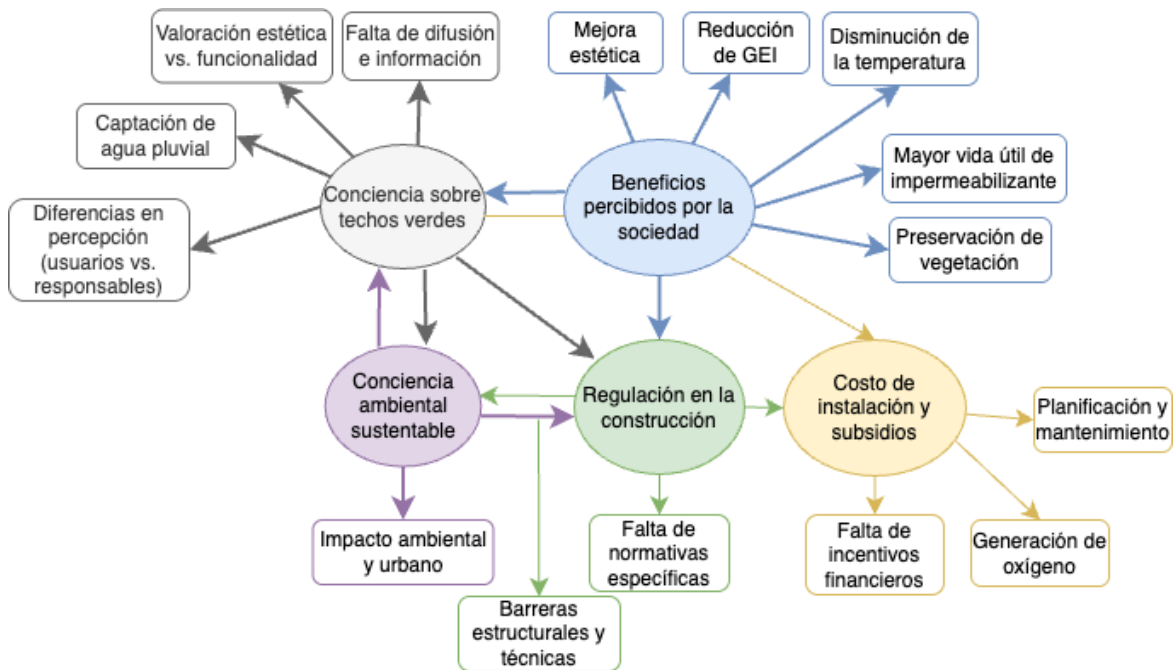 Valoración estética
vs. funcionalidad
Falta de difusión
e información
Mejora
estética
Reducción
de GEI
Disminución de
la temperatura
Captación de
agua pluvial
Mayor vida útil de
impermeabilizante
Conciencia sobre
techos verdes
Beneficios
percibidos por la
sociedad
Diferencias en
percepción
(usuarios vs.
responsables)
Preservación de
vegetación
Conciencia
ambiental
sustentable
Regulación en la
construcción
Costo de
instalación y
subsidios
Planificación y
mantenimiento
Impacto ambiental
y urbano
Falta de
normativas
específicas
Falta de
incentivos
financieros
Generación de
oxígeno
Barreras
estructurales y
técnicas